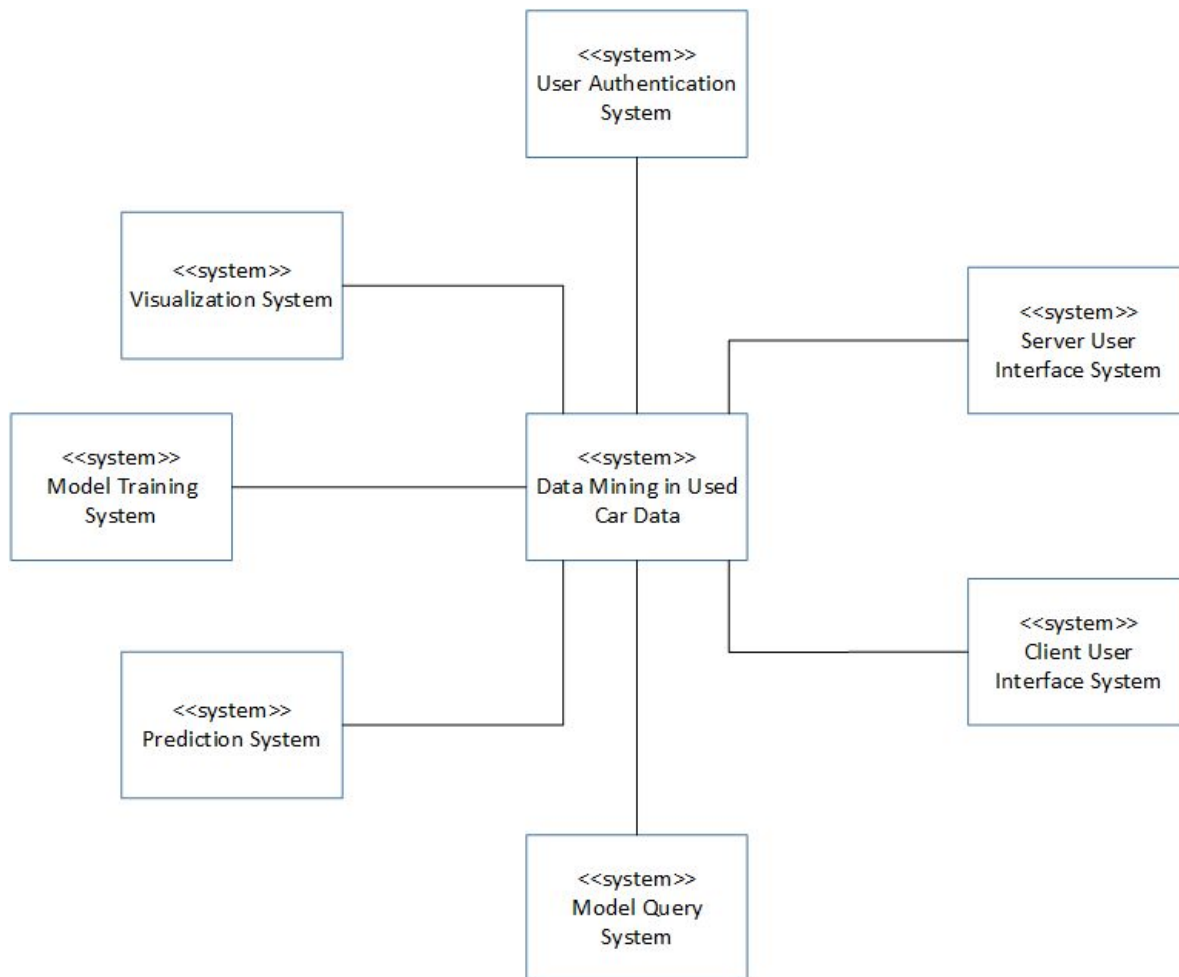 <<system>>
User Authentication
System
<<system>>
Visualization System
<<system>>
Server User
Interface System
<<system>>
Model Training
System
<<system>>
Data Mining in Used
Car Data
<<system>>
Client User
Interface System
<<system>>
Prediction System
<<system>>
Model Query
System